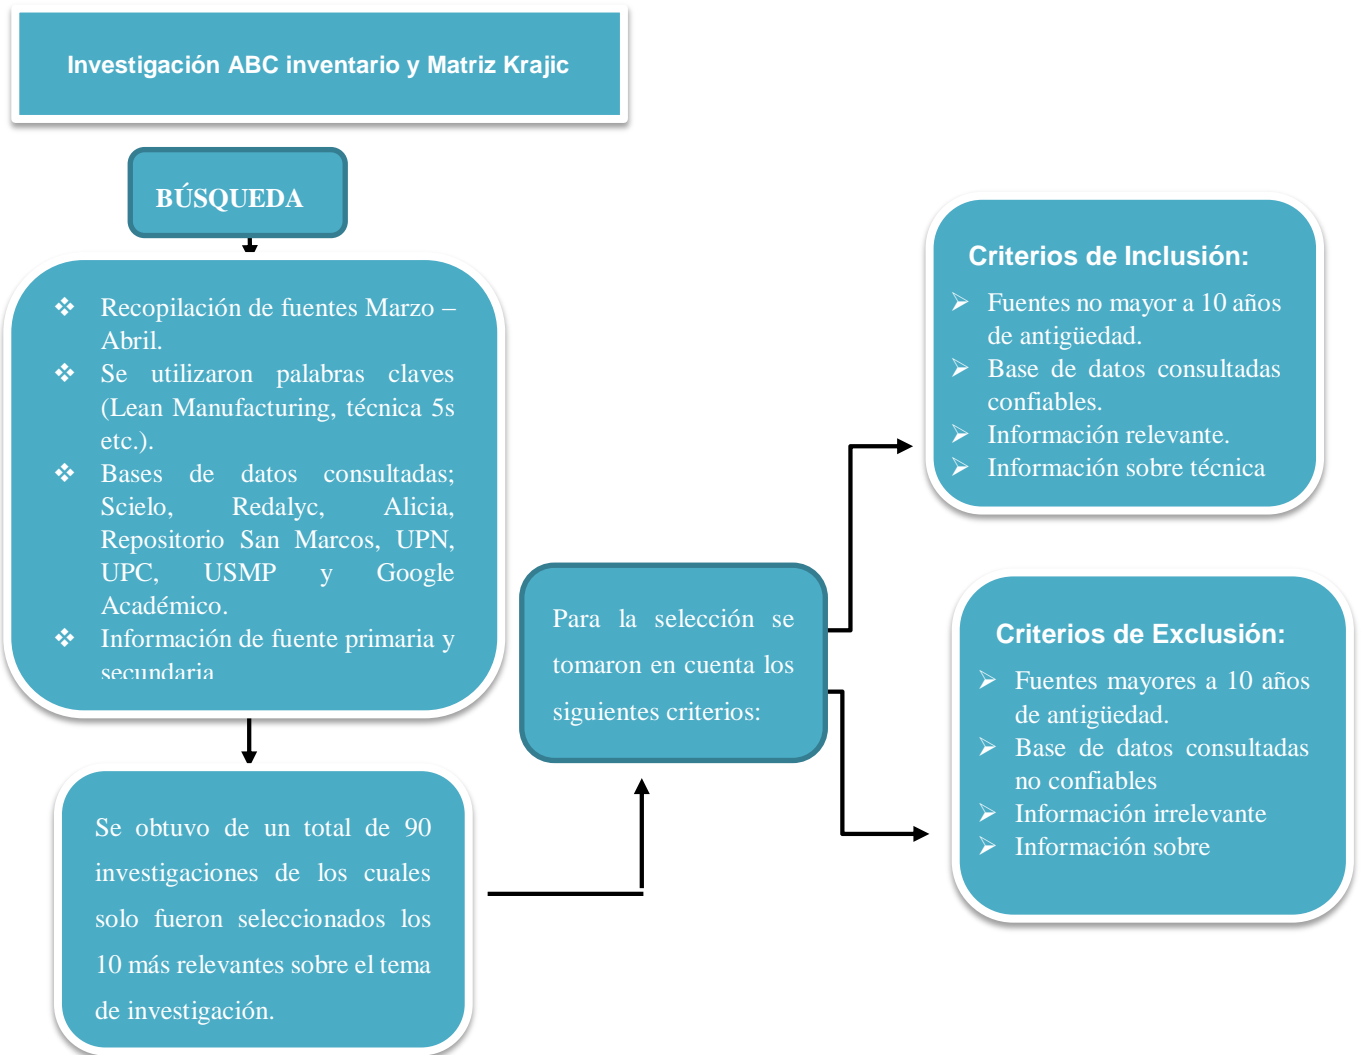 Investigación ABC inventario y Matriz Krajic
BÚSQUEDA
❖ Recopilación de fuentes Marzo –
Abril.
❖ Se utilizaron palabras claves
(Lean Manufacturing, técnica 5s
etc.).
❖ Bases de datos consultadas;
Scielo, Redalyc, Alicia,
Repositorio San Marcos, UPN,
UPC, USMP y Google
Académico.
❖ Información de fuente primaria y
secundaria
Se obtuvo de un total de 90
investigaciones de los cuales
solo fueron seleccionados los
10 más relevantes sobre el tema
de investigación.
Para la selección se
tomaron en cuenta los
siguientes criterios:
Criterios de Inclusión:
➢ Fuentes no mayor a 10 años
de antigüedad.
➢ Base de datos consultadas
confiables.
➢ Información relevante.
➢ Información sobre técnica
Criterios de Exclusión:
➢ Fuentes mayores a 10 años
de antigüedad.
➢ Base de datos consultadas
no confiables
➢ Información irrelevante
➢ Información sobre